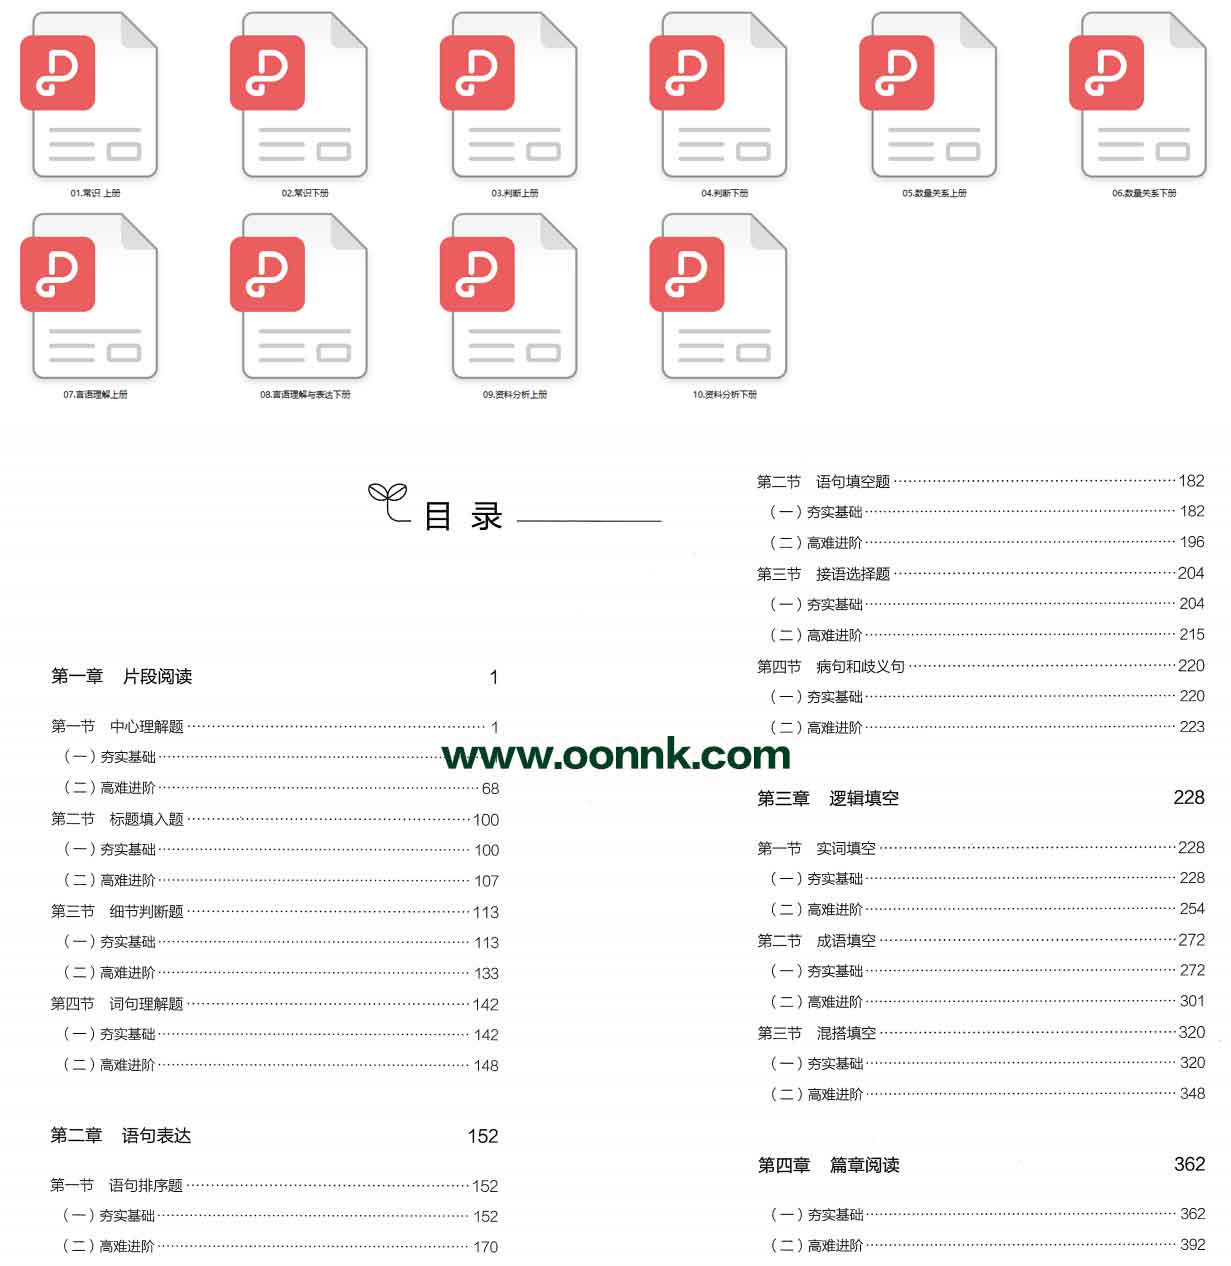 01.常识 上册
02.常识下册
03.判断上册
04.判断下册
05.数量关系上册
06.数量关系下册
07.言语理解上册
08.言语理解与表达下册
09.资料分析上册
10.资料分析下册
目 录
第一章 片段阅读 1
第一节 中心理解题 1
（一）夯实基础
（二）高难进阶 68
第二节 标题填入题 100
（一）夯实基础 100
（二）高难进阶 107
第三节 细节判断题 113
（一）夯实基础 113
（二）高难进阶 133
第四节 词句理解题 142
（一）夯实基础 142
（二）高难进阶 148
第二章 语句表达 152
第一节 语句排序题 152
（一）夯实基础 152
（二）高难进阶 170
第二节 语句填空题 182
（一）夯实基础 182
（二）高难进阶 196
第三节 接语选择题 204
（一）夯实基础 204
（二）高难进阶 215
第四节 病句和歧义句 220
（一）夯实基础 220
（二）高难进阶 223
www.oonnk.com
第三章 逻辑填空 228
第一节 实词填空 228
（一）夯实基础 228
（二）高难进阶 254
第二节 成语填空 272
（一）夯实基础 272
（二）高难进阶 301
第三节 混搭填空 320
（一）夯实基础 320
（二）高难进阶 348
第四章 篇章阅读 362
（一）夯实基础 362
（二）高难进阶 392